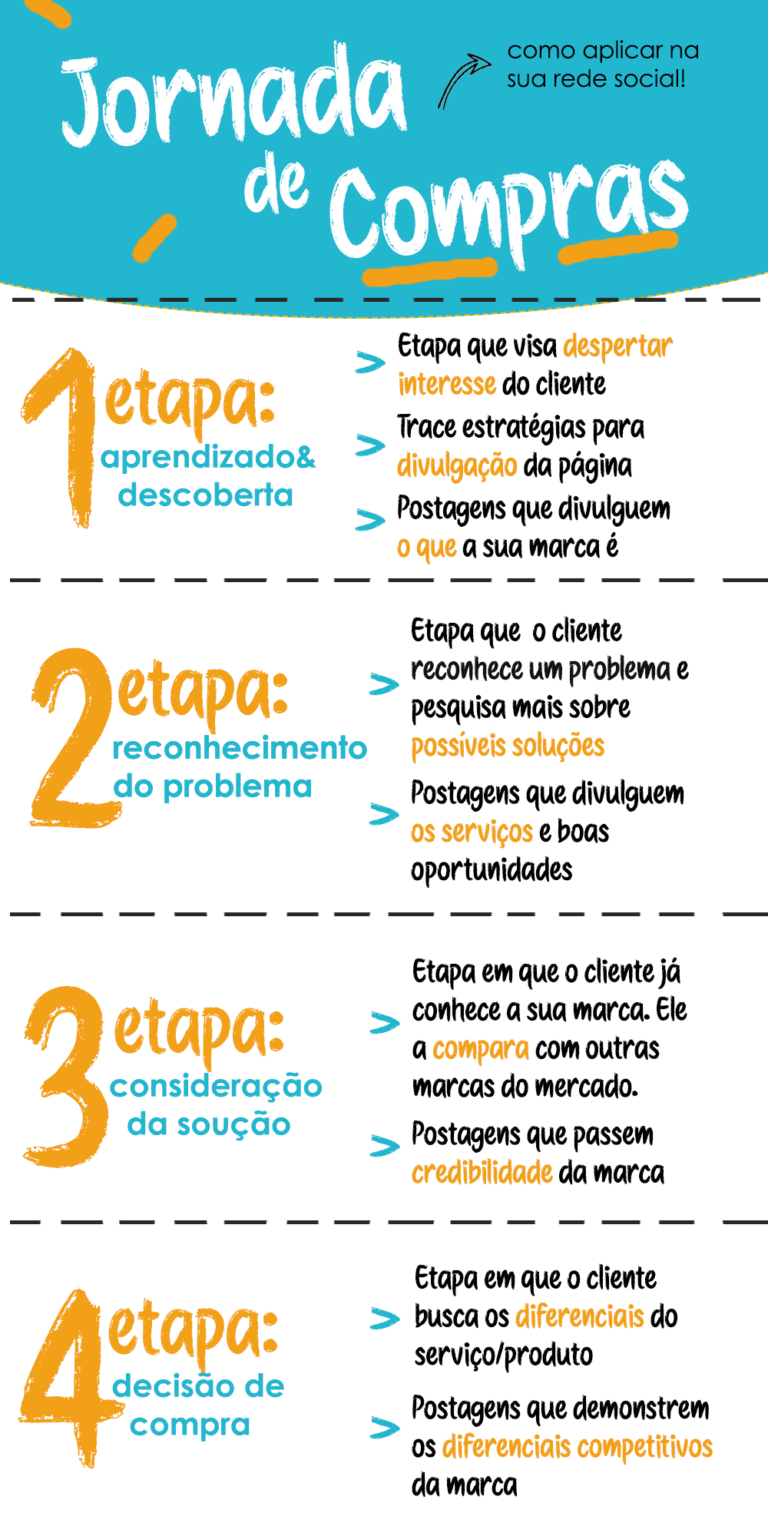 Jornada
de Compras
como aplicar na
sua rede social!
1 etapa:
aprendizado&
descoberta
> Etapa que visa despertar
interesse do cliente
> Trace estratégias para
divulgação da página
> Postagens que divulguem
o que a sua marca é
2 etapa:
reconhecimento
do problema
> Etapa que o cliente
reconhece um problema e
pesquisa mais sobre
possíveis soluções
> Postagens que divulguem
os serviços e boas
oportunidades
3 etapa:
consideração
da soução
> Etapa em que o cliente já
conhece a sua marca. Ele
a compara com outras
marcas do mercado.
> Postagens que passem
credibilidade da marca
4 etapa:
decisão de
compra
> Etapa em que o cliente
busca os diferenciais do
serviço/produto
> Postagens que demonstrem
os diferenciais competitivos
da marca